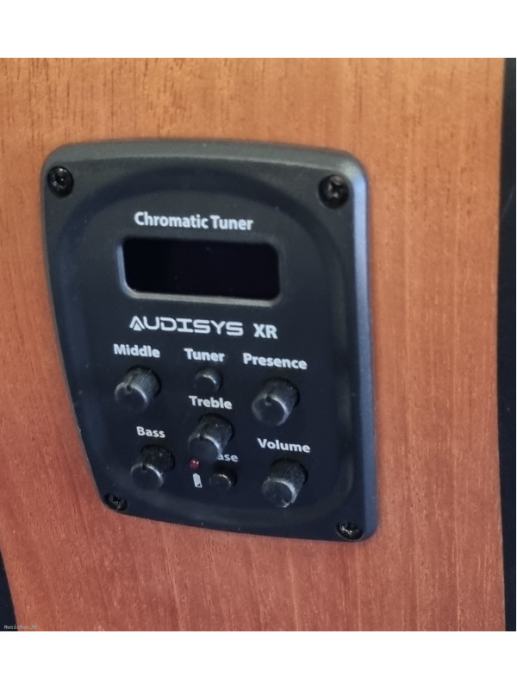 Chromatic Tuner
AUDISYS XR
Middle
Tuner
Presence
Treble
Bass
Volume